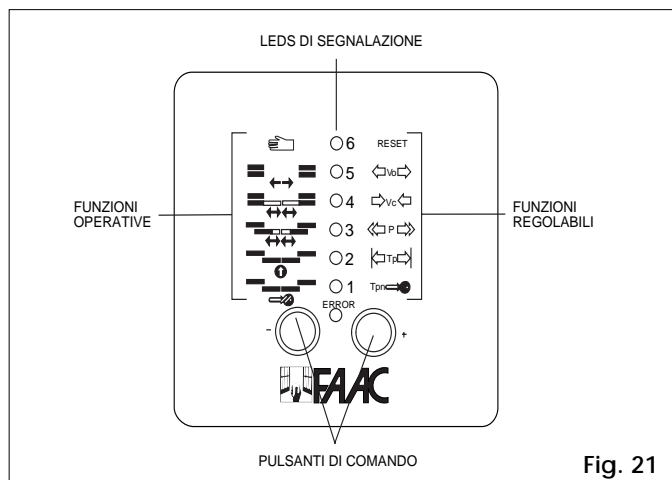 LEDS DI SEGNALAZIONE
6 RESET
5 Vo
4 Vc
FUNZIONI OPERATIVE
3 P
FUNZIONI REGOLABILI
2 Tp
1 Tpn
ERROR
- +
FAAC
PULSANTI DI COMANDO
Fig. 21